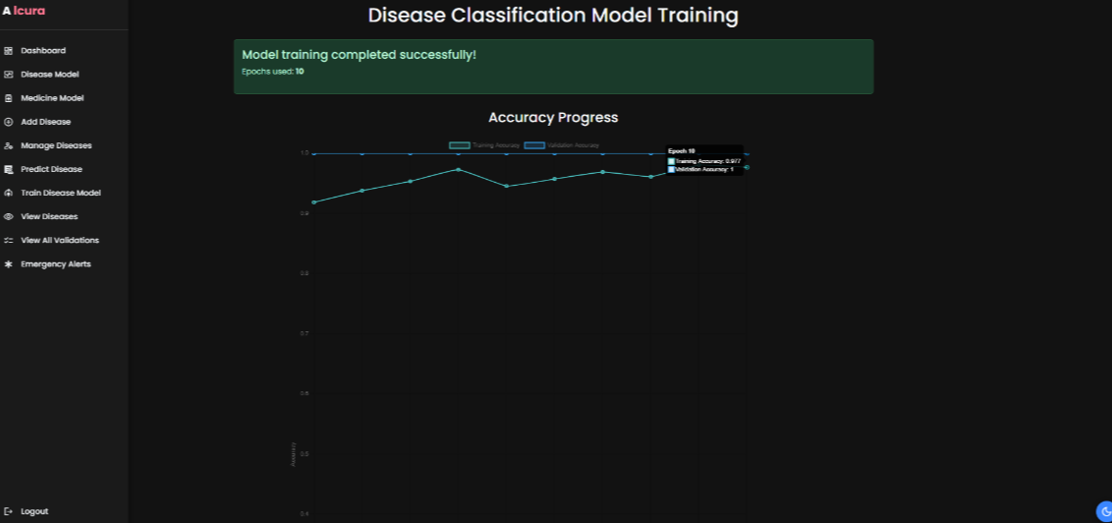 AIcura
Disease Classification Model Training
Dashboard
Disease Model
Medicine Model
Add Disease
Manage Diseases
Predict Disease
Train Disease Model
View Diseases
View All Validations
Emergency Alerts
Logout
Model training completed successfully!
Epochs used: 10
Accuracy Progress
Training Accuracy
Validation Accuracy
Epoch 10
Training Accuracy: 0.977
Validation Accuracy: 1
1.0
0.9
0.8
0.7
0.6
0.5
0.4
Accuracy